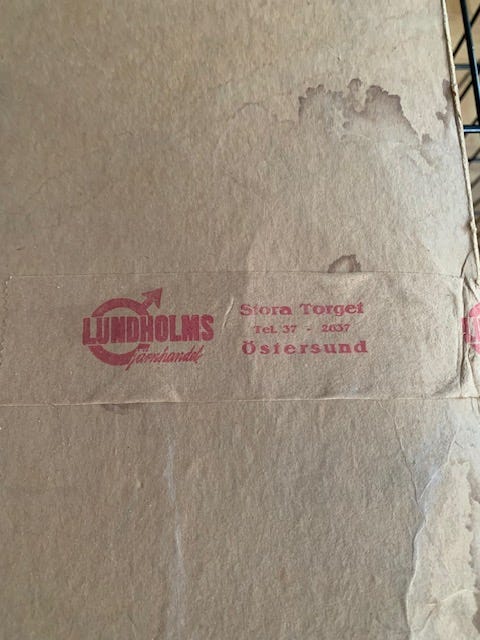 LUNDHOLMS
Järnhandel
Stora Torget
Tel. 37 - 2037
Östersund